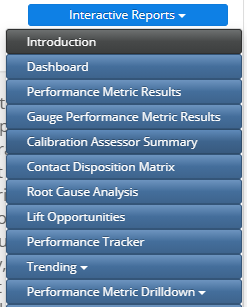 Interactive Reports
Introduction
Dashboard
Performance Metric Results
Gauge Performance Metric Results
Calibration Assessor Summary
Contact Disposition Matrix
Root Cause Analysis
Lift Opportunities
Performance Tracker
Trending
Performance Metric Drilldown